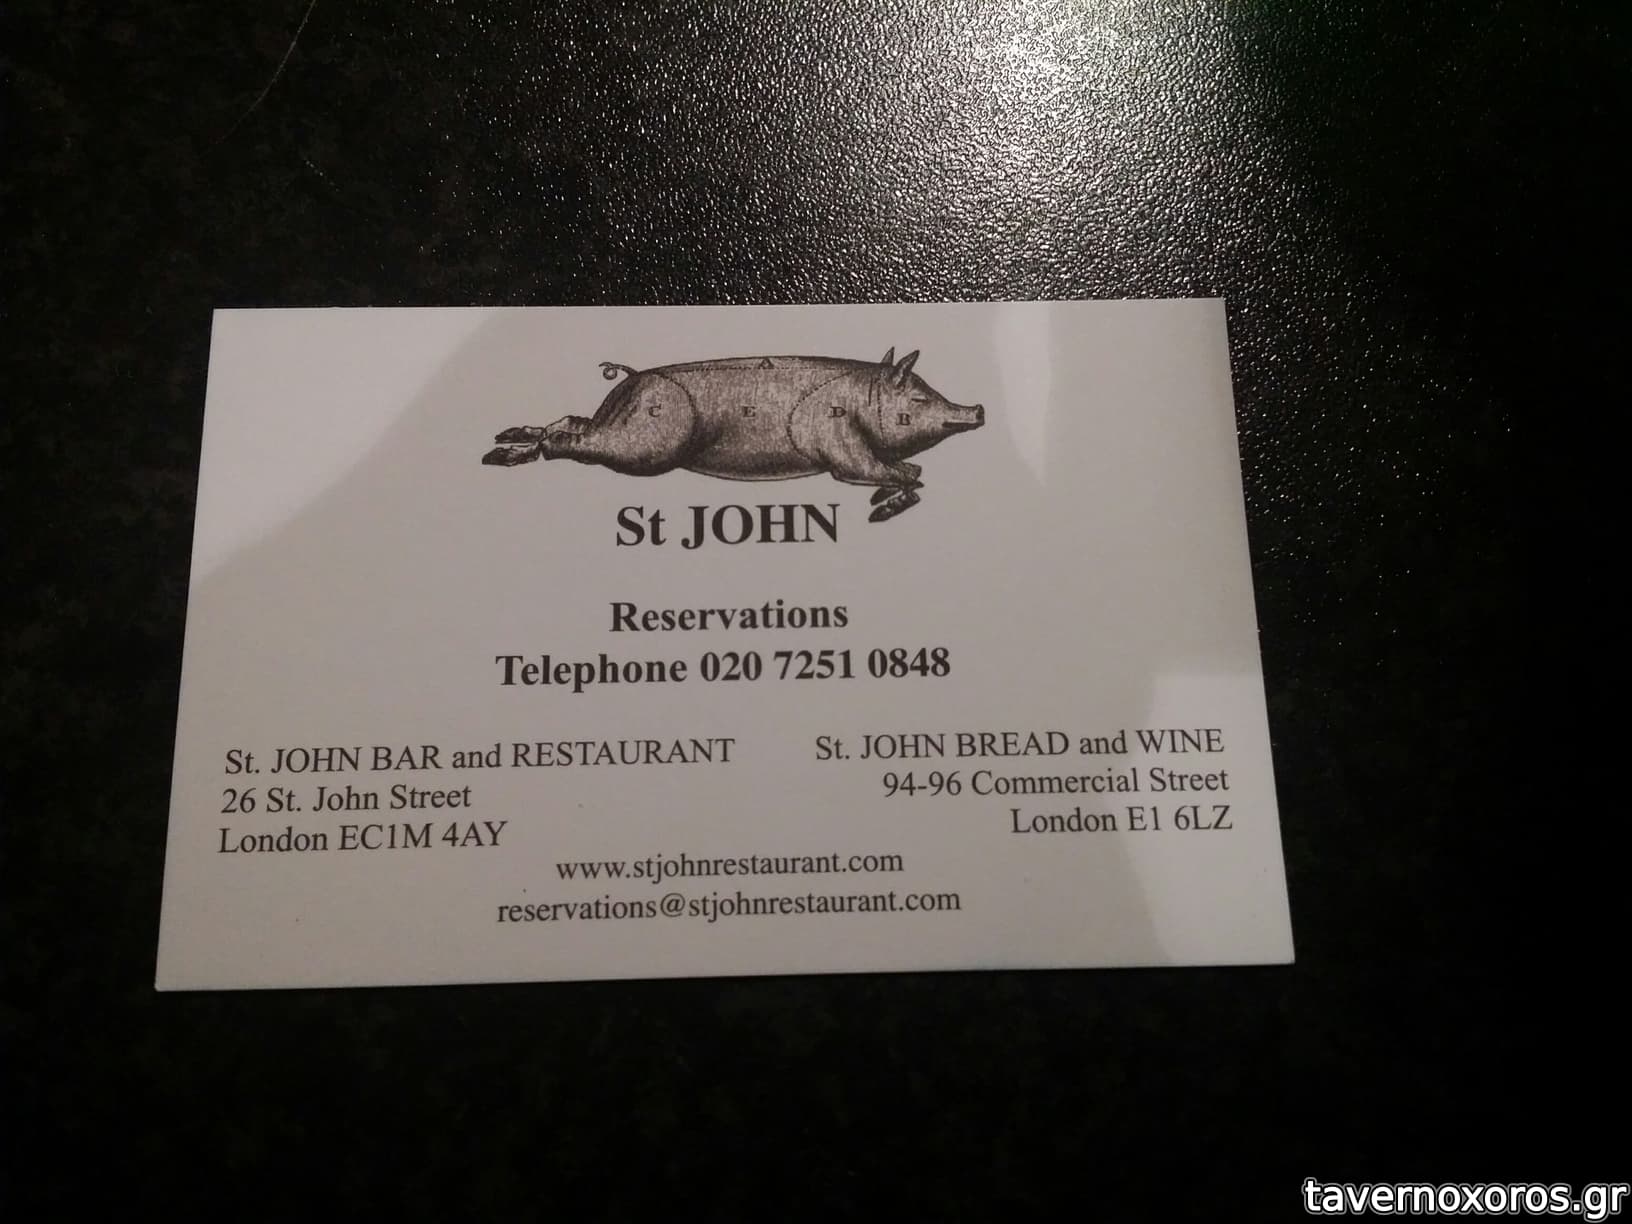 A
C E D B
St JOHN
Reservations
Telephone 020 7251 0848
St. JOHN BAR and RESTAURANT
26 St. John Street
London EC1M 4AY
St. JOHN BREAD and WINE
94-96 Commercial Street
London E1 6LZ
www.stjohnrestaurant.com
reservations@stjohnrestaurant.com
tavernoxoros.gr